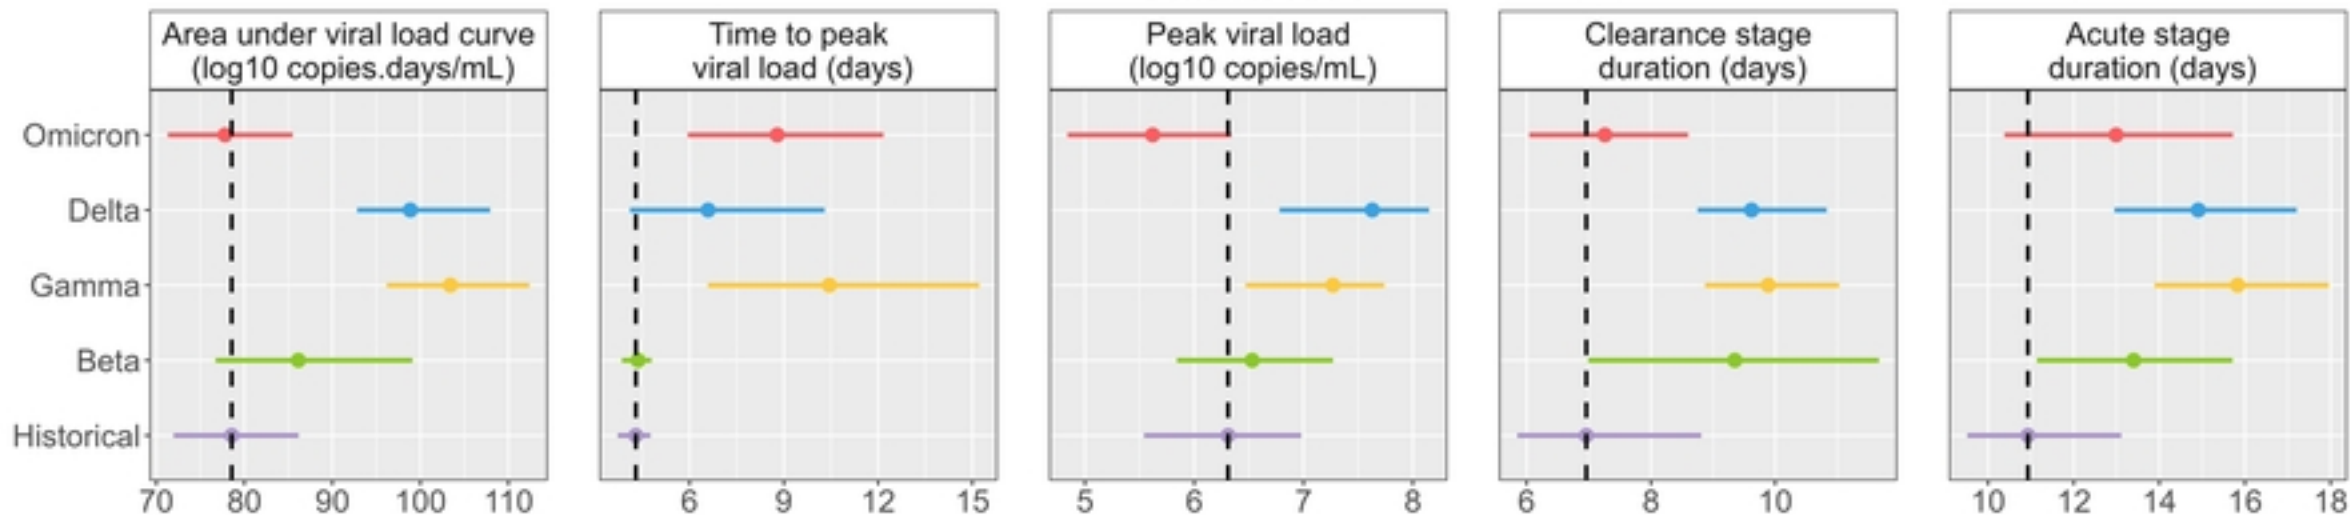 Area under viral load curve
(log10 copies.days/mL)
Time to peak
viral load (days)
Peak viral load
(log10 copies/mL)
Clearance stage
duration (days)
Acute stage
duration (days)
Omicron
Delta
Gamma
Beta
Historical
70 80 90 100 110
6 9 12 15
5 6 7 8
6 8 10
10 12 14 16 18